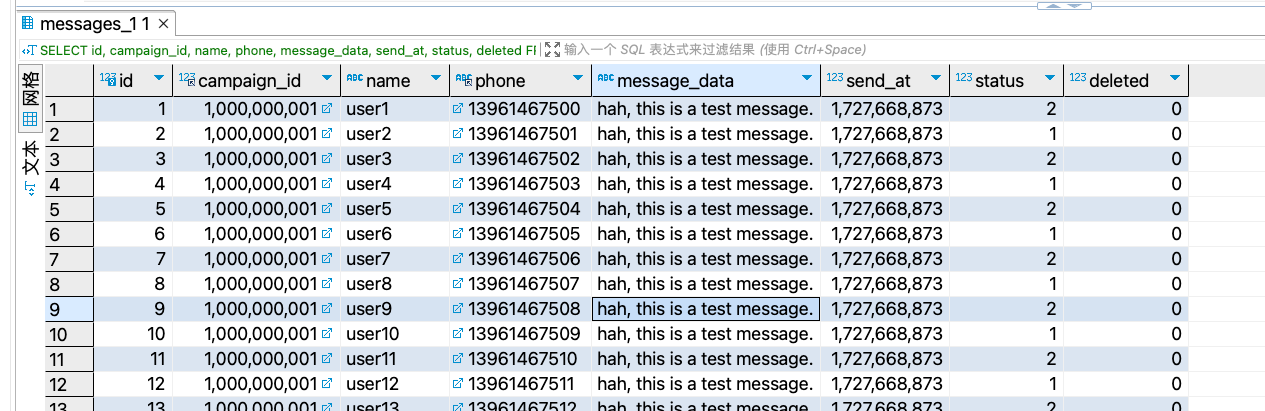 messages_1 1
SELECT id, campaign_id, name, phone, message_data, send_at, status, deleted FI 输入一个 SQL 表达式来过滤结果 (使用 Ctrl+Space)
网格
文本
123 id 123 campaign_id ABC name ABC phone ABC message_data 123 send_at 123 status 123 deleted
1 1 1,000,000,001 user1 13961467500 hah, this is a test message. 1,727,668,873 2 0
2 2 1,000,000,001 user2 13961467501 hah, this is a test message. 1,727,668,873 1 0
3 3 1,000,000,001 user3 13961467502 hah, this is a test message. 1,727,668,873 2 0
4 4 1,000,000,001 user4 13961467503 hah, this is a test message. 1,727,668,873 1 0
5 5 1,000,000,001 user5 13961467504 hah, this is a test message. 1,727,668,873 2 0
6 6 1,000,000,001 user6 13961467505 hah, this is a test message. 1,727,668,873 1 0
7 7 1,000,000,001 user7 13961467506 hah, this is a test message. 1,727,668,873 2 0
8 8 1,000,000,001 user8 13961467507 hah, this is a test message. 1,727,668,873 1 0
9 9 1,000,000,001 user9 13961467508 hah, this is a test message. 1,727,668,873 2 0
10 10 1,000,000,001 user10 13961467509 hah, this is a test message. 1,727,668,873 1 0
11 11 1,000,000,001 user11 13961467510 hah, this is a test message. 1,727,668,873 2 0
12 12 1,000,000,001 user12 13961467511 hah, this is a test message. 1,727,668,873 1 0
13 13 1,000,000,001 user13 13961467512 hah, this is a test message. 1,727,668,873 2 0